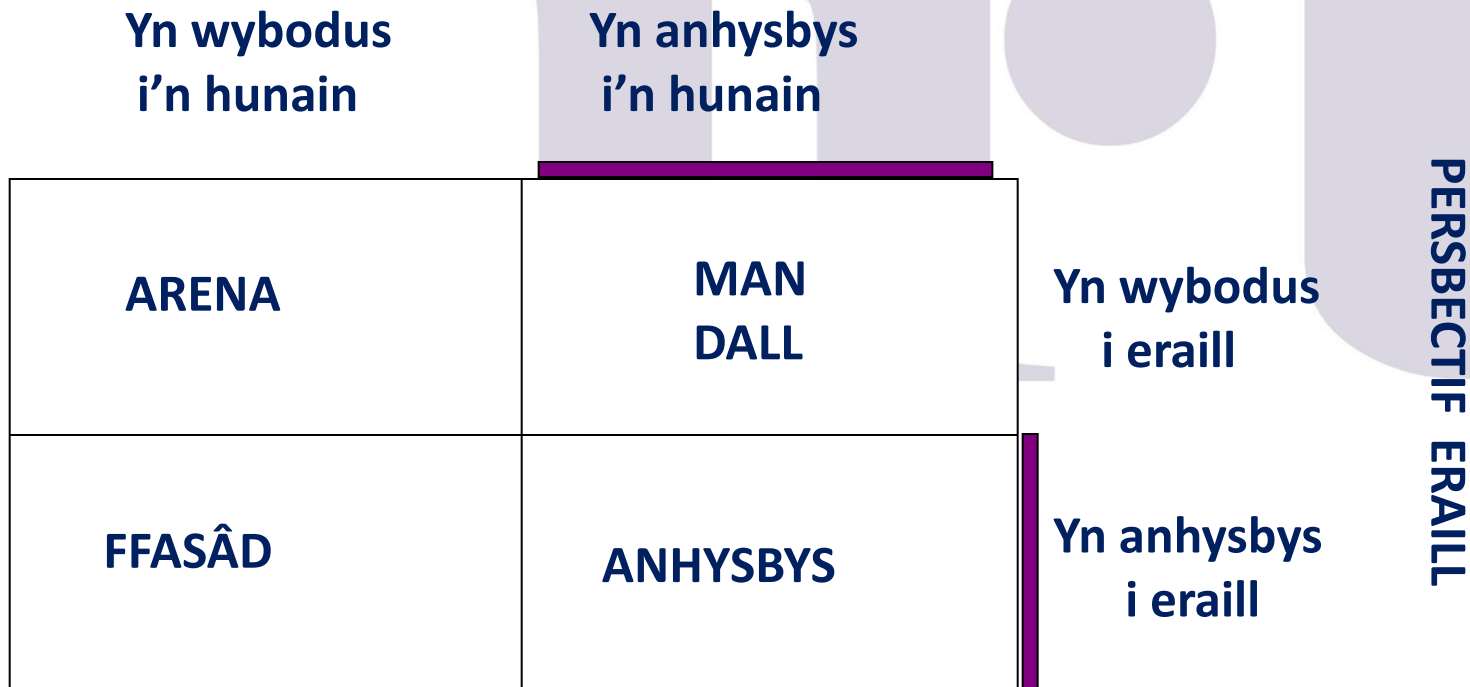 Yn wybodus
i’n hunain
Yn anhysbys
i’n hunain
ARENA
MAN
DALL
Yn wybodus
i eraill
FFASÂD
ANHYSBYS
Yn anhysbys
i eraill
PERSBECTIF ERAILL